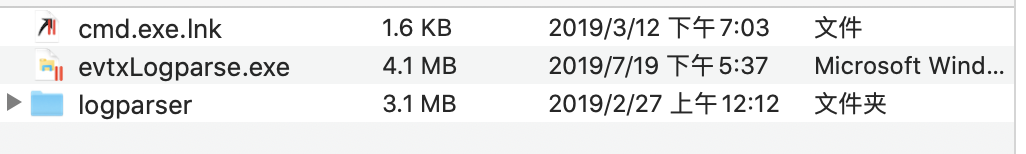 cmd.exe.lnk 1.6 KB 2019/3/12 下午7:03 文件
evtxLogparse.exe 4.1 MB 2019/7/19 下午5:37 Microsoft Wind...
logparser 3.1 MB 2019/2/27 上午12:12 文件夹